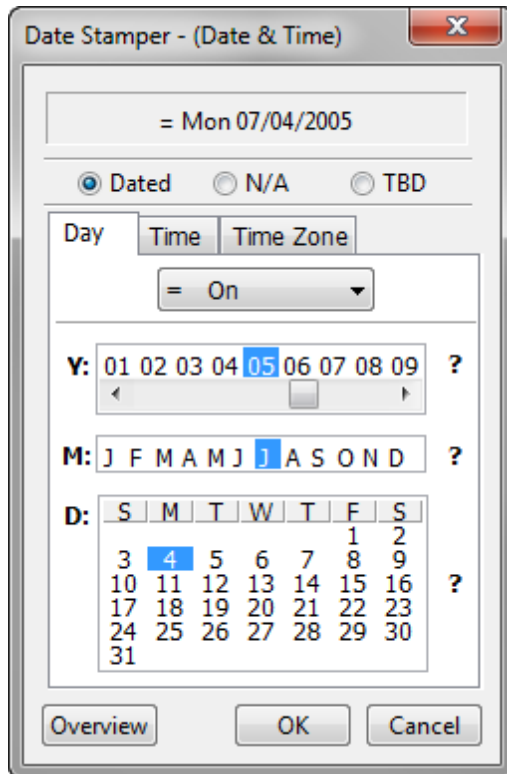 Date Stamper - (Date & Time)
= Mon 07/04/2005
Dated N/A TBD
Day Time Time Zone
= On
Y: 01 02 03 04 05 06 07 08 09 ?
M: J F M A M J J A S O N D ?
D: S M T W T F S
1 2
3 4 5 6 7 8 9
10 11 12 13 14 15 16 ?
17 18 19 20 21 22 23
24 25 26 27 28 29 30
31
Overview OK Cancel